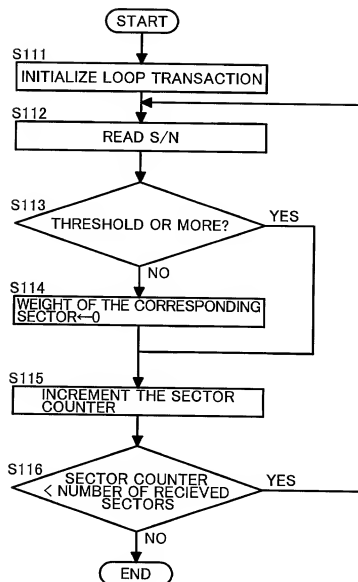 START
S111
INITIALIZE LOOP TRANSACTION
S112
READ S/N
S113
THRESHOLD OR MORE?
YES
NO
S114
WEIGHT OF THE CORRESPONDING
SECTOR←0
S115
INCREMENT THE SECTOR
COUNTER
S116
SECTOR COUNTER
< NUMBER OF RECIEVED
SECTORS
YES
NO
END